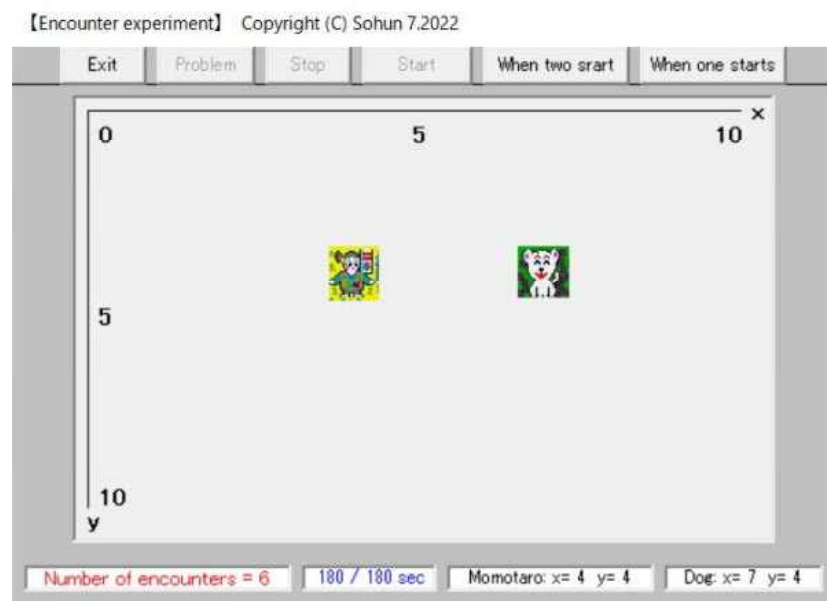 【Encounter experiment】 Copyright (C) Sohun 7.2022
Exit Problem Stop Start When two srart When one starts
x
0 5 10
5
10
y
Number of encounters = 6 180 / 180 sec Momotaro: x= 4 y= 4 Dog: x= 7 y= 4